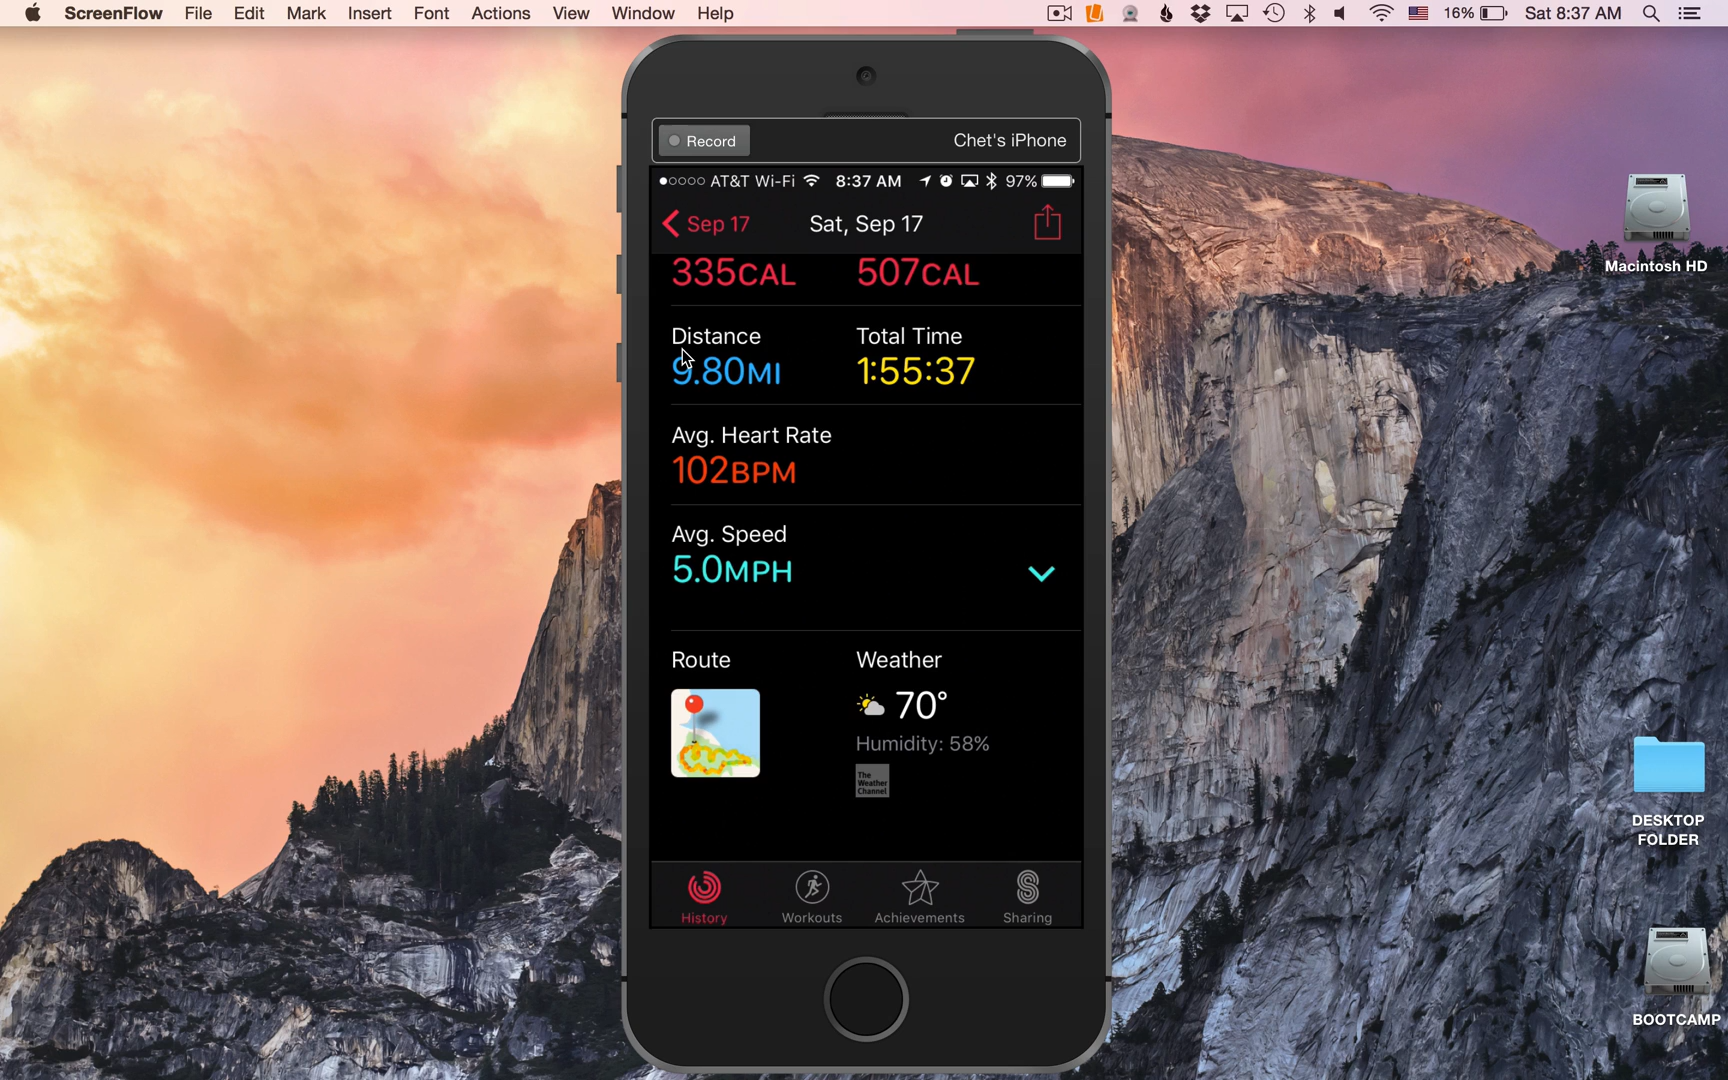 ScreenFlow File Edit Mark Insert Font Actions View Window Help 16% Sat 8:37 AM
Record Chet's iPhone
AT&T Wi-Fi 8:37 AM 97%
Sep 17 Sat, Sep 17
335CAL 507CAL
Distance Total Time
9.80MI 1:55:37
Avg. Heart Rate
102BPM
Avg. Speed
5.0MPH
Route Weather
70°
Humidity: 58%
The
Weather
Channel
History Workouts Achievements Sharing
Macintosh HD
DESKTOP
FOLDER
BOOTCAMP